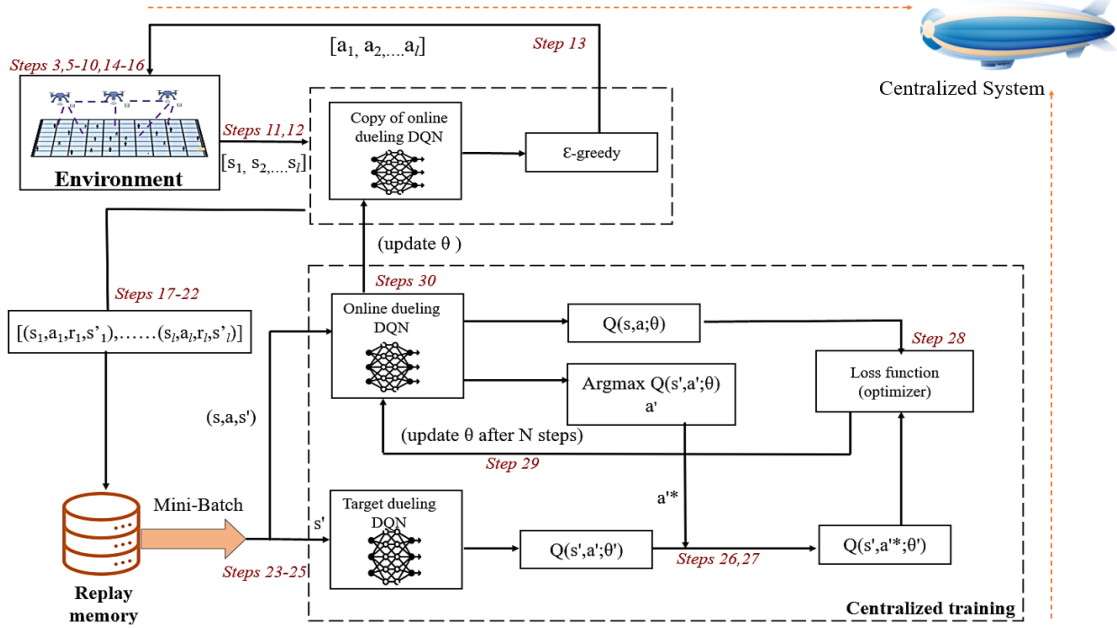 [a₁, a₂,....aₗ]
Step 13
Steps 3,5-10,14-16
Centralized System
Copy of online
dueling DQN
Steps 11,12
Ɛ-greedy
[s₁, s₂,....sₗ]
Environment
(update θ )
Steps 30
Steps 17-22
Online dueling
DQN
[(s₁,a₁,r₁,s’₁),……(sₗ,aₗ,rₗ,s’ₗ)]
Q(s,a;θ)
Step 28
Loss function
(optimizer)
Argmax Q(s',a';θ)
a'
(s,a,s')
(update θ after N steps)
Step 29
Mini-Batch
a'*
Target dueling
DQN
s'
Q(s',a';θ')
Steps 26,27
Q(s',a'*;θ')
Steps 23-25
Replay
memory
Centralized training